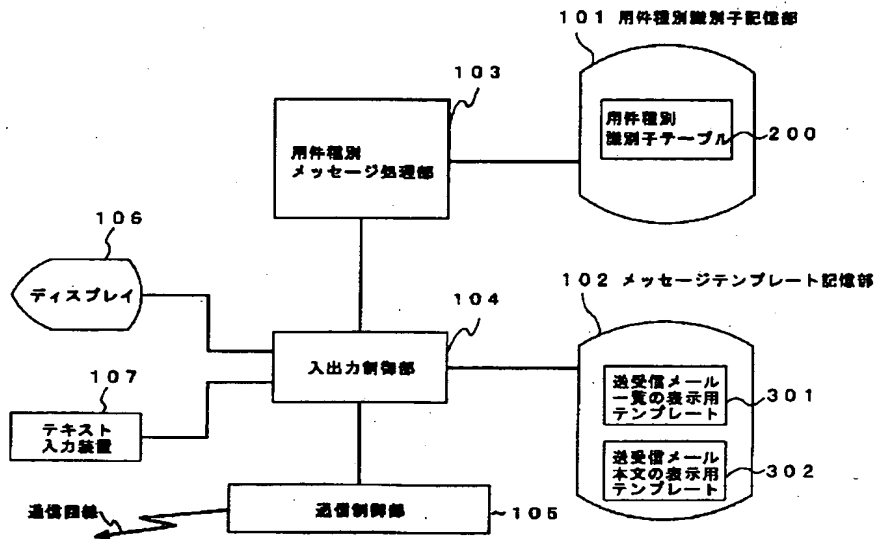 101 用件種別識別子記憶部
103
用件種別
識別子テーブル
200
用件種別
メッセージ処理部
106
ディスプレイ
102 メッセージテンプレート記憶部
104
入出力制御部
送受信メール
一覧の表示用
テンプレート
301
107
テキスト
入力装置
送受信メール
本文の表示用
テンプレート
302
通信回線
通信制御部
105